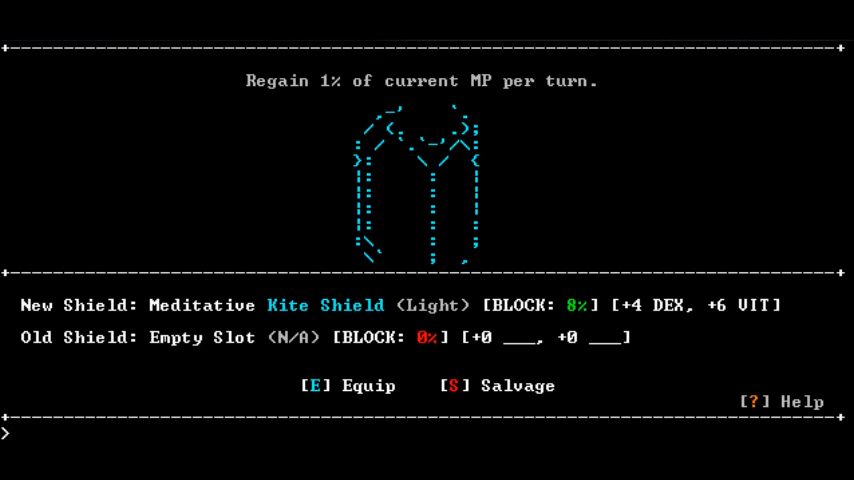 Regain 1% of current MP per turn.
New Shield: Meditative Kite Shield (Light) [BLOCK: 8%] [+4 DEX, +6 VIT]
Old Shield: Empty Slot (N/A) [BLOCK: 0%] [+0 ___, +0 ___]
[E] Equip [S] Salvage
[?] Help
>